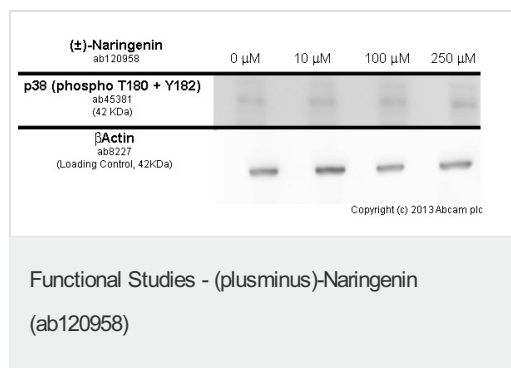 (±)-Naringenin
ab120958
0 µM 10 µM 100 µM 250 µM
p38 (phospho T180 + Y182)
ab45381
(42 KDa)
βActin
ab8227
(Loading Control, 42KDa)
Copyright (c) 2013 Abcam plc
Functional Studies - (plusminus)-Naringenin
(ab120958)